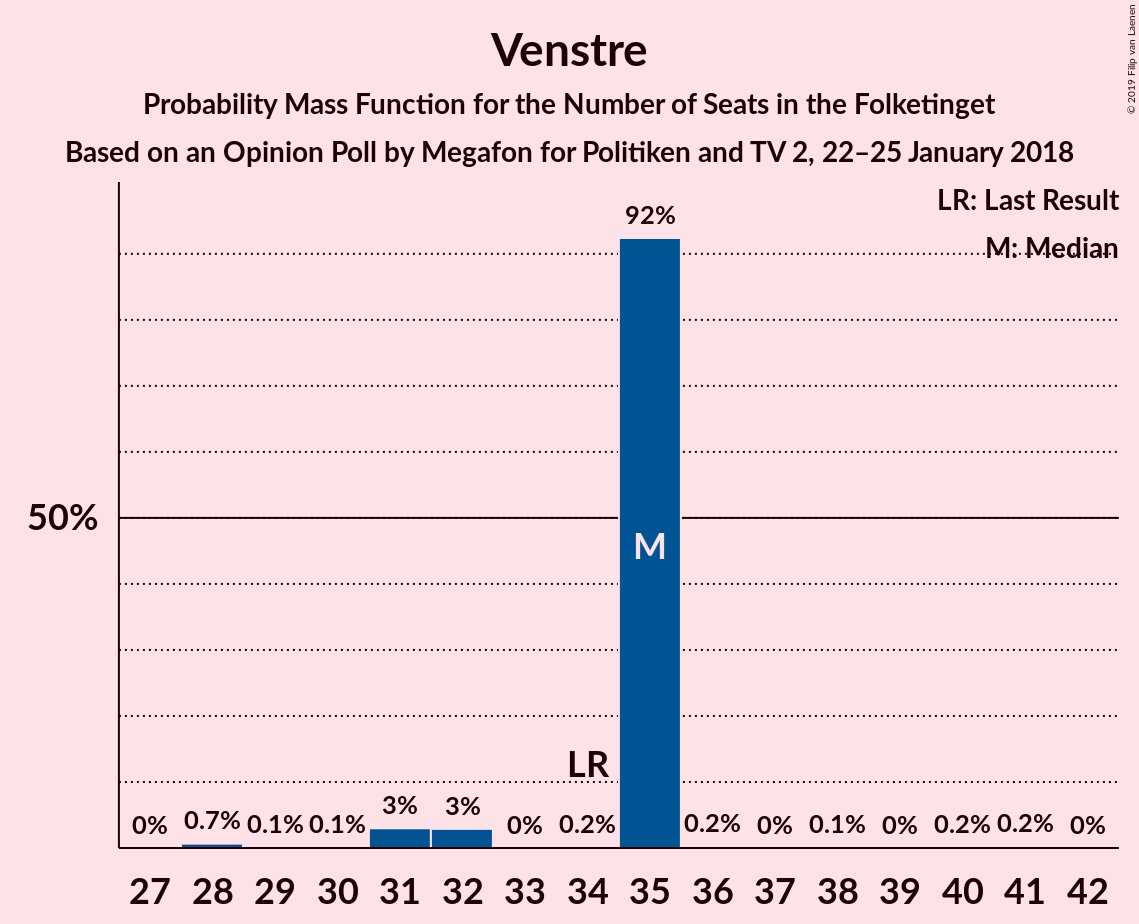 Venstre
Probability Mass Function for the Number of Seats in the Folketinget
Based on an Opinion Poll by Megafon for Politiken and TV 2, 22–25 January 2018
© 2019 Filip van Laenen
LR: Last Result
M: Median
92%
50%
M
LR
0% 0.7% 0.1% 0.1% 3% 3% 0% 0.2% 0.2% 0% 0.1% 0% 0.2% 0.2% 0%
27 28 29 30 31 32 33 34 35 36 37 38 39 40 41 42